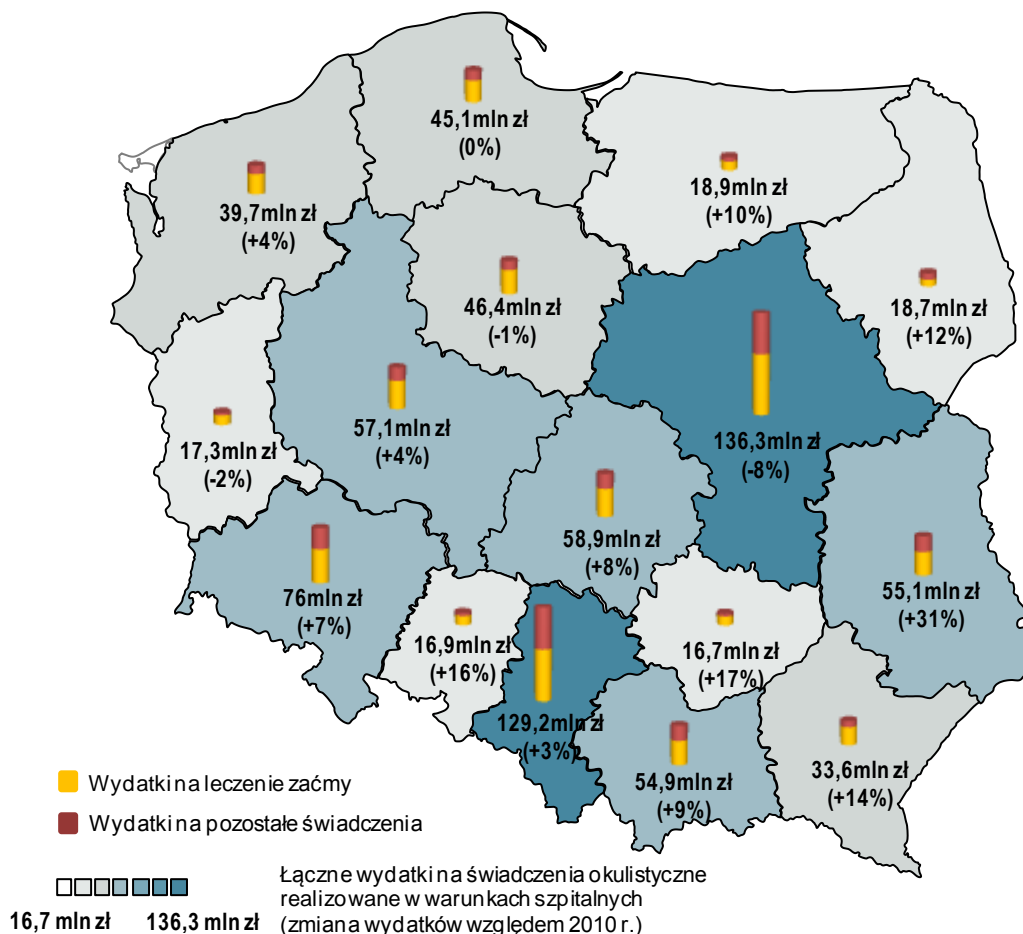 45,1mln zł
(0%)
18,9mln zł
(+10%)
39,7mln zł
(+4%)
46,4mln zł
(-1%)
18,7mln zł
(+12%)
57,1mln zł
(+4%)
136,3mln zł
(-8%)
17,3mln zł
(-2%)
58,9mln zł
(+8%)
55,1mln zł
(+31%)
76mln zł
(+7%)
16,9mln zł
(+16%)
16,7mln zł
(+17%)
129,2mln zł
(+3%)
54,9mln zł
(+9%)
33,6mln zł
(+14%)
Wydatki na leczenie zaćmy
Wydatki na pozostałe świadczenia
16,7 mln zł 136,3 mln zł
Łączne wydatki na świadczenia okulistyczne
realizowane w warunkach szpitalnych
(zmiana wydatków względem 2010 r.)